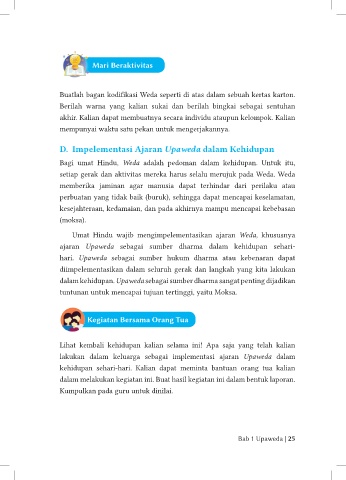 Mari Beraktivitas
Buatlah bagan kodifikasi Weda seperti di atas dalam sebuah kertas karton.
Berilah warna yang kalian sukai dan berilah bingkai sebagai sentuhan
akhir. Kalian dapat membuatnya secara individu ataupun kelompok. Kalian
mempunyai waktu satu pekan untuk mengerjakannya.
D. Impelementasi Ajaran Upaweda dalam Kehidupan
Bagi umat Hindu, Weda adalah pedoman dalam kehidupan. Untuk itu,
setiap gerak dan aktivitas mereka harus selalu merujuk pada Weda. Weda
memberika jaminan agar manusia dapat terhindar dari perilaku atau
perbuatan yang tidak baik (buruk), sehingga dapat mencapai keselamatan,
kesejahteraan, kedamaian, dan pada akhirnya mampu mencapai kebebasan
(moksa).
Umat Hindu wajib mengimpelementasikan ajaran Weda, khususnya
ajaran Upaweda sebagai sumber dharma dalam kehidupan sehari-
hari. Upaweda sebagai sumber hukum dharma atau kebenaran dapat
diimpelementasikan dalam seluruh gerak dan langkah yang kita lakukan
dalam kehidupan. Upaweda sebagai sumber dharma sangat penting dijadikan
tuntunan untuk mencapai tujuan tertinggi, yaitu Moksa.
Kegiatan Bersama Orang Tua
Lihat kembali kehidupan kalian selama ini! Apa saja yang telah kalian
lakukan dalam keluarga sebagai implementasi ajaran Upaweda dalam
kehidupan sehari-hari. Kalian dapat meminta bantuan orang tua kalian
dalam melakukan kegiatan ini. Buat hasil kegiatan ini dalam bentuk laporan.
Kumpulkan pada guru untuk dinilai.
Bab 1 Upaweda | 25